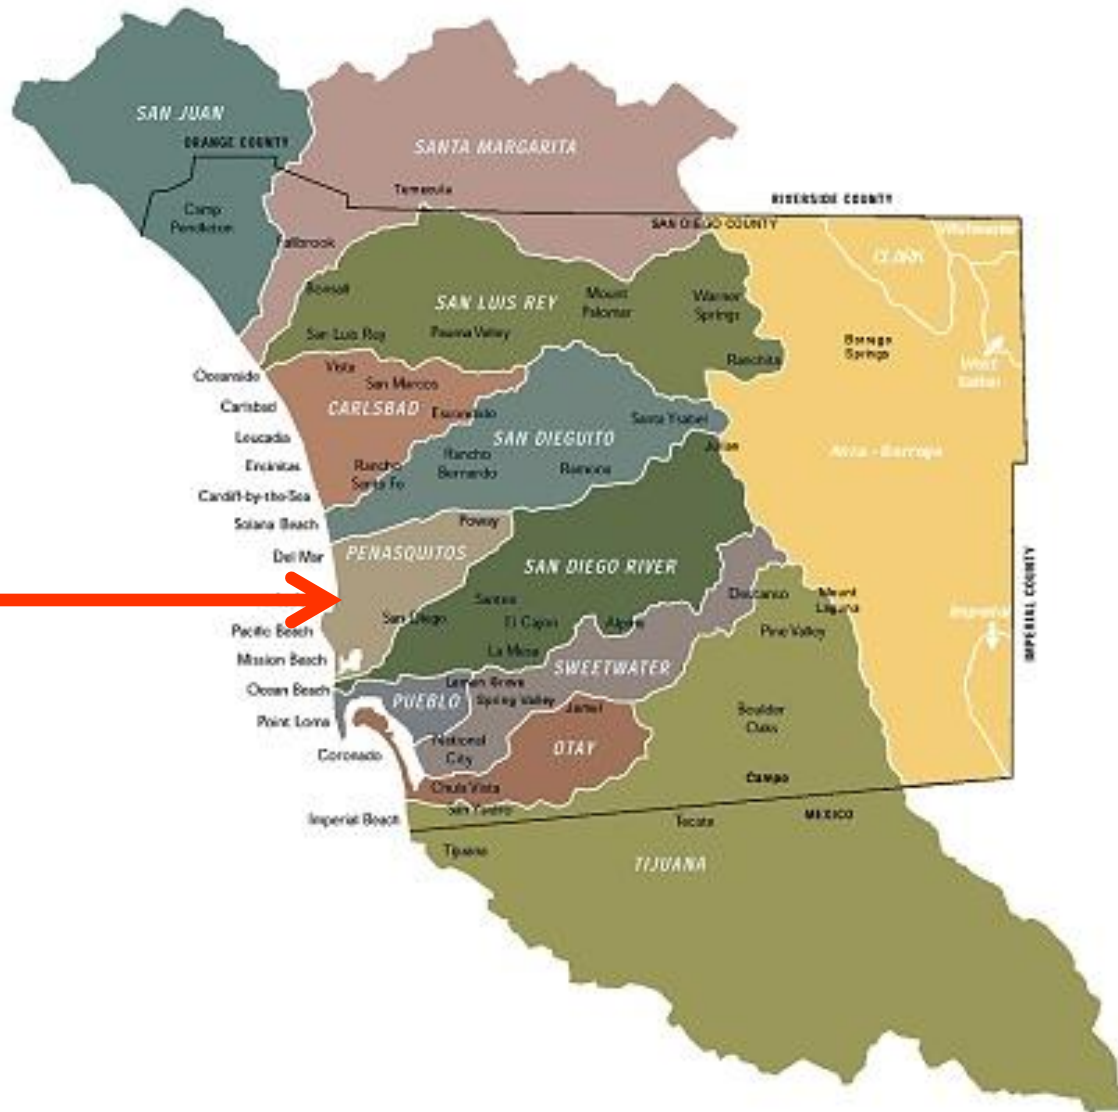 SAN JUAN
ORANGE COUNTY
SANTA MARGARITA
Temecula
RIVERSIDE COUNTY
Camp
Pendleton
SAN DIEGO COUNTY
Fallbrook
CLARK
Bonsall
SAN LUIS REY
Mount
Palomar
Warner
Springs
San Luis Rey
Pauma Valley
Borrego
Springs
Ranchita
West
Salton
Oceanside
Vista
San Marcos
Carlsbad
CARLSBAD
Escondido
Santa Ysabel
Leucadia
SAN DIEGUITO
Julian
Anza - Borrego
Encinitas
Rancho
Santa Fe
Rancho
Bernardo
Ramona
Cardiff-by-the-Sea
Solana Beach
Poway
Del Mar
PENASQUITOS
SAN DIEGO RIVER
IMPERIAL COUNTY
Santee
Descanso
Mount
Laguna
Imperial
San Diego
El Cajon
Alpine
Pacific Beach
Pine Valley
La Mesa
Mission Beach
SWEETWATER
Ocean Beach
Lemon Grove
PUEBLO
Spring Valley
Jamul
Boulder
Oaks
Point Loma
National
City
OTAY
Coronado
Chula Vista
Campo
San Ysidro
Imperial Beach
Tecate
MEXICO
Tijuana
TIJUANA